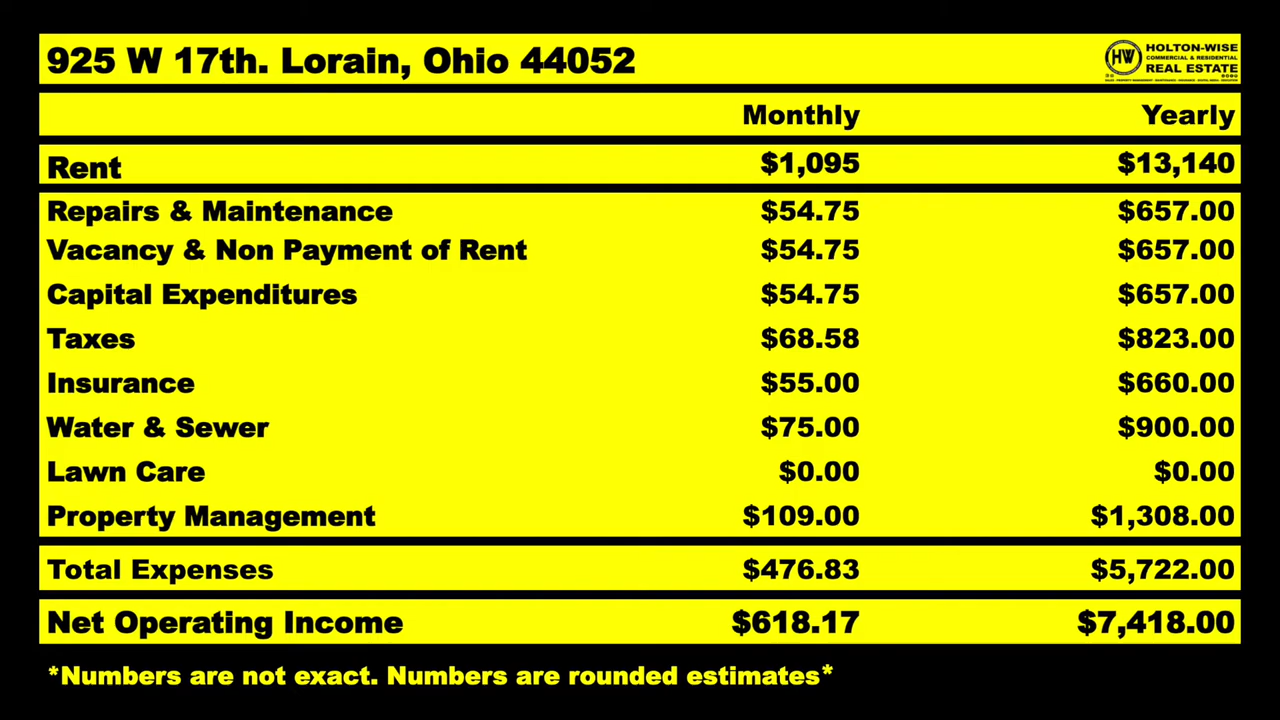 925 W 17th. Lorain, Ohio 44052
HW
HOLTON-WISE
COMMERCIAL & RESIDENTIAL
REAL ESTATE
Monthly Yearly
Rent $1,095 $13,140
Repairs & Maintenance $54.75 $657.00
Vacancy & Non Payment of Rent $54.75 $657.00
Capital Expenditures $54.75 $657.00
Taxes $68.58 $823.00
Insurance $55.00 $660.00
Water & Sewer $75.00 $900.00
Lawn Care $0.00 $0.00
Property Management $109.00 $1,308.00
Total Expenses $476.83 $5,722.00
Net Operating Income $618.17 $7,418.00
*Numbers are not exact. Numbers are rounded estimates*